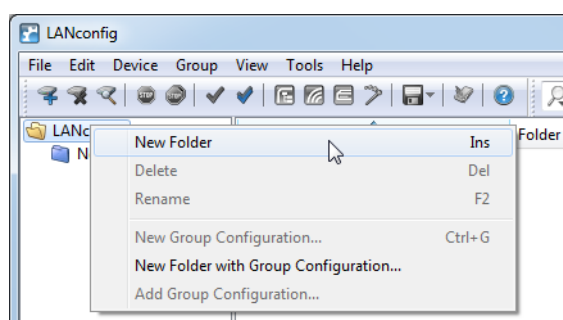 LANconfig
File Edit Device Group View Tools Help
LANc
N
Folder
New Folder Ins
Delete Del
Rename F2
New Group Configuration... Ctrl+G
New Folder with Group Configuration...
Add Group Configuration...